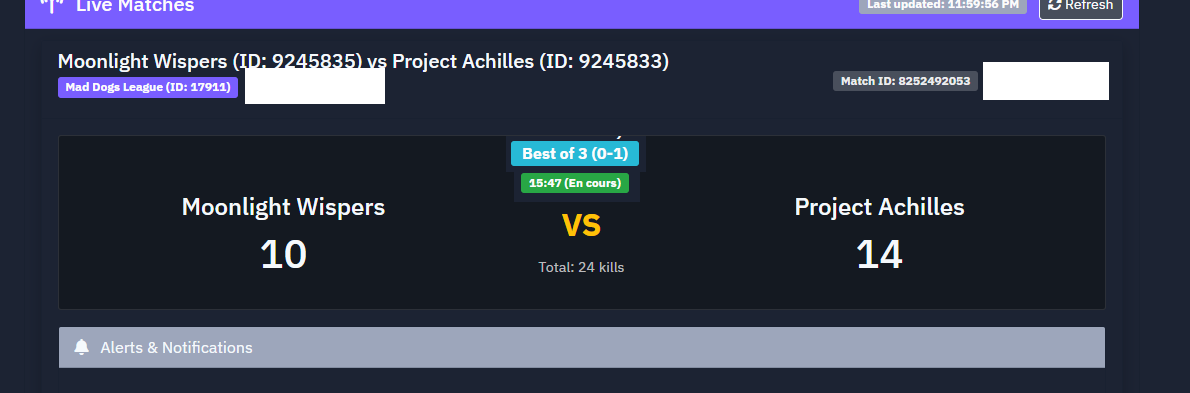 Live Matches
Last updated: 11:59:56 PM
Refresh
Moonlight Wispers (ID: 9245835) vs Project Achilles (ID: 9245833)
Mad Dogs League (ID: 17911)
Match ID: 8252492053
Best of 3 (0-1)
15:47 (En cours)
Moonlight Wispers
10
VS
Total: 24 kills
Project Achilles
14
Alerts & Notifications